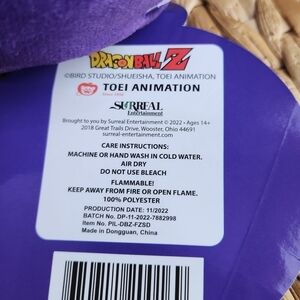 DRAGONBALL Z
©BIRD STUDIO/SHUEISHA, TOEI ANIMATION
TOEI ANIMATION
Since 1956
SURREAL
Entertainment
Brought to you by Surreal Entertainment © 2022 • Ages 14+
2018 Great Trails Drive, Wooster, Ohio 44691
surreal-entertainment.com
CARE INSTRUCTIONS:
MACHINE OR HAND WASH IN COLD WATER.
AIR DRY
DO NOT USE BLEACH
FLAMMABLE!
KEEP AWAY FROM FIRE OR OPEN FLAME.
100% POLYESTER
PRODUCTION DATE: 11/2022
BATCH No. DP-11-2022-7882998
Item No. PIL-DBZ-FZSD
Made in Dongguan, China